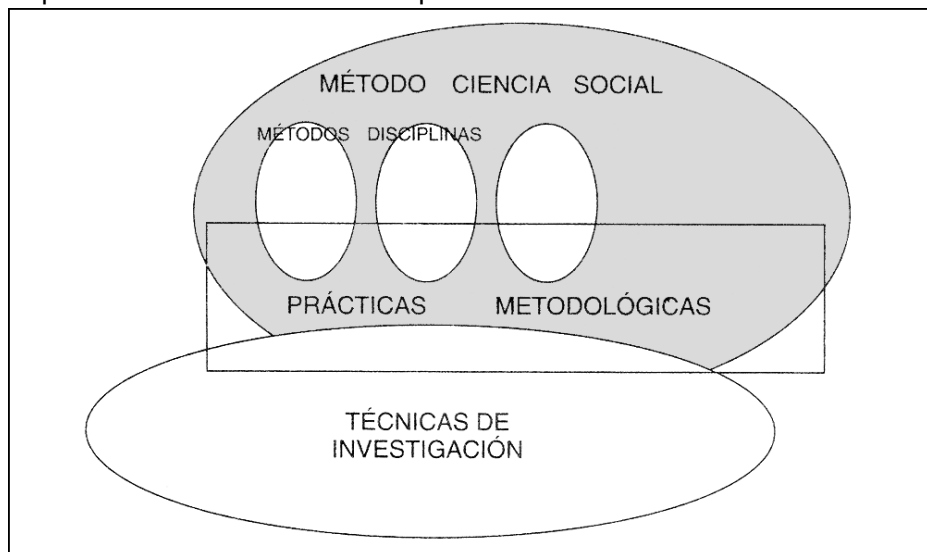 MÉTODO CIENCIA SOCIAL
MÉTODOS DISCIPLINAS
PRÁCTICAS METODOLÓGICAS
TÉCNICAS DE
INVESTIGACIÓN